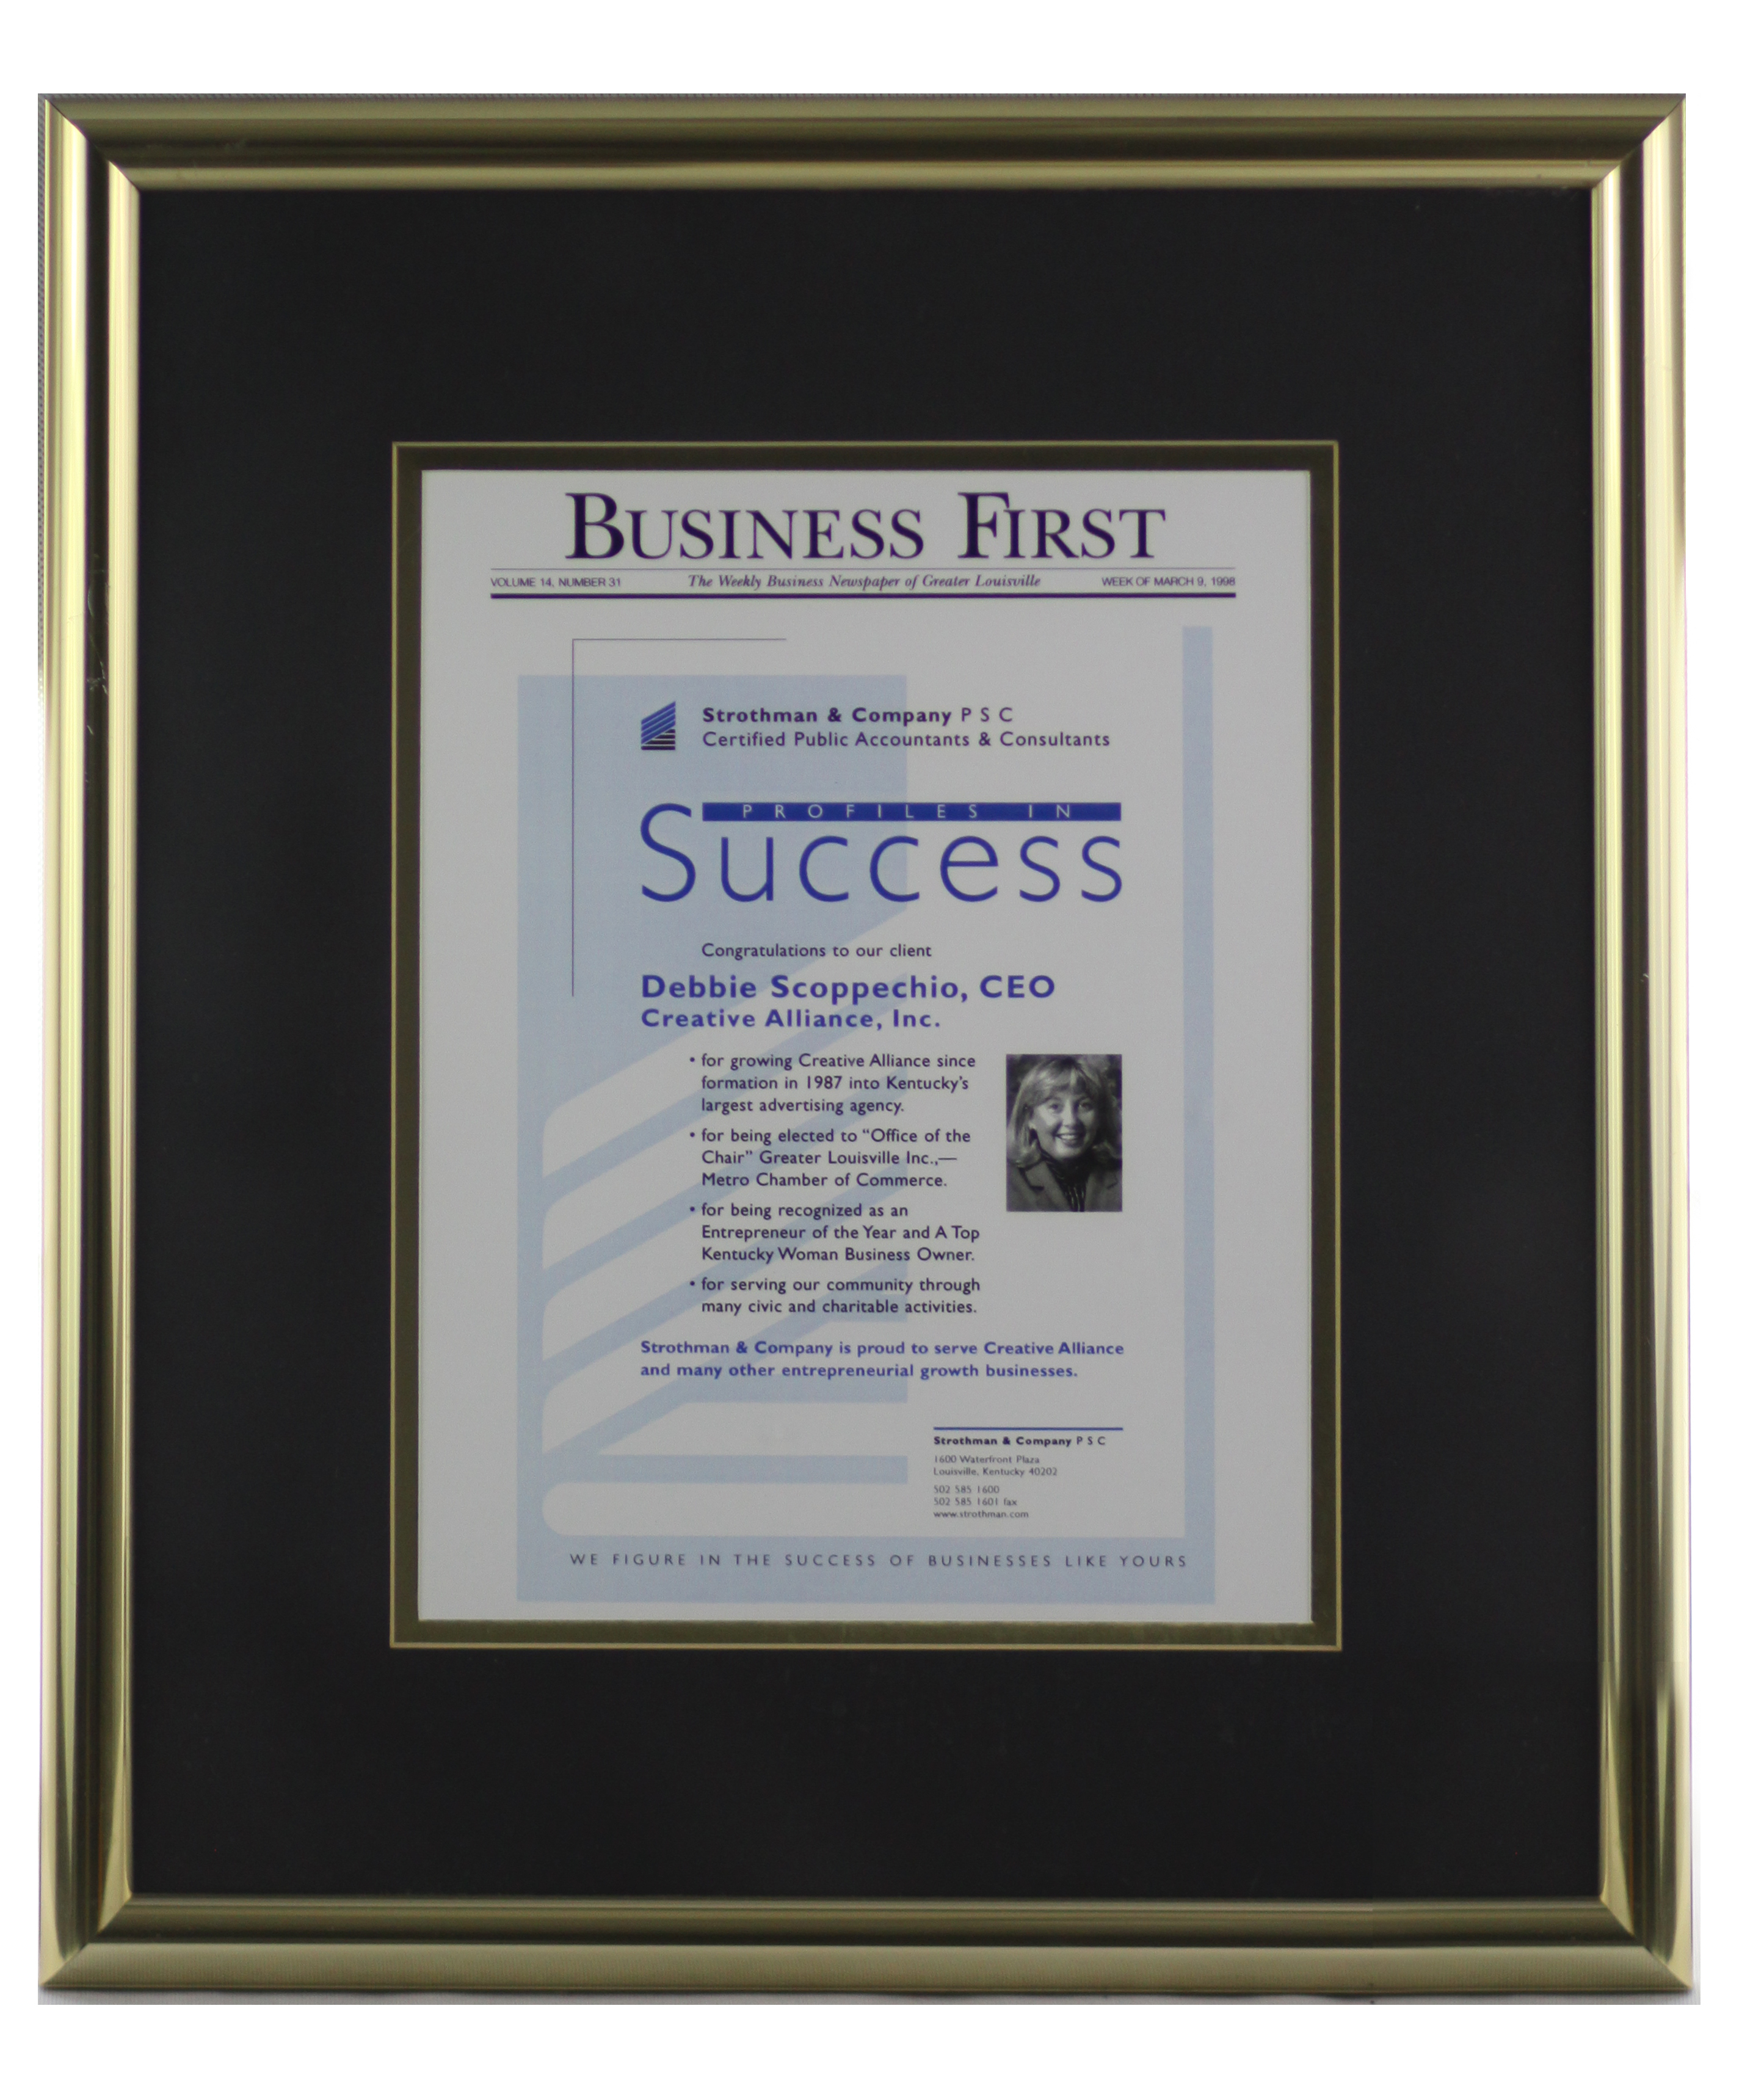 BUSINESS FIRST
VOLUME 14, NUMBER 31 The Weekly Business Newspaper of Greater Louisville WEEK OF MARCH 9, 1998
Strothman & Company P S C
Certified Public Accountants & Consultants
PROFILES IN
Success
Congratulations to our client
Debbie Scoppechio, CEO
Creative Alliance, Inc.
• for growing Creative Alliance since
formation in 1987 into Kentucky's
largest advertising agency.
• for being elected to “Office of the
Chair” Greater Louisville Inc.,—
Metro Chamber of Commerce.
• for being recognized as an
Entrepreneur of the Year and A Top
Kentucky Woman Business Owner.
• for serving our community through
many civic and charitable activities.
Strothman & Company is proud to serve Creative Alliance
and many other entrepreneurial growth businesses.
Strothman & Company P S C
1600 Waterfront Plaza
Louisville, Kentucky 40202
502 585 1600
502 585 1601 fax
www.strothman.com
WE FIGURE IN THE SUCCESS OF BUSINESSES LIKE YOURS